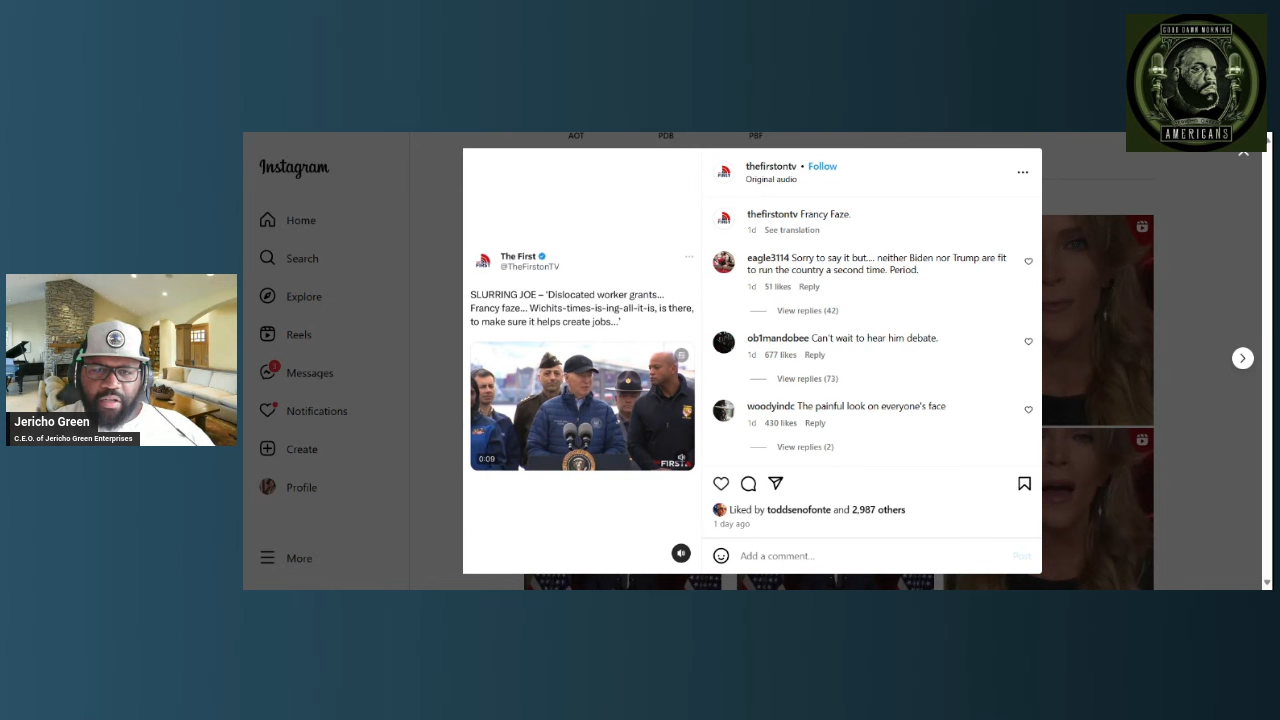 GOOD DAMN MORNING
AMERICANS
AOT
PDB
PBF
Instagram
Home
Search
Explore
Reels
3
Messages
Notifications
Create
Profile
More
Jericho Green
C.E.O. of Jericho Green Enterprises
The First
@TheFirstonTV
SLURRING JOE – 'Dislocated worker grants...
Francy faze... Wichits-times-is-ing-all-it-is, is there,
to make sure it helps create jobs...'
0:09
FIRST
thefirstontv • Follow
Original audio
thefirstontv Francy Faze.
1d See translation
eagle3114 Sorry to say it but.... neither Biden nor Trump are fit
to run the country a second time. Period.
1d 51 likes Reply
View replies (42)
ob1mandobee Can't wait to hear him debate.
1d 677 likes Reply
View replies (73)
woodyindc The painful look on everyone's face
1d 430 likes Reply
View replies (2)
Liked by toddsenofonte and 2,987 others
1 day ago
Add a comment...
Post